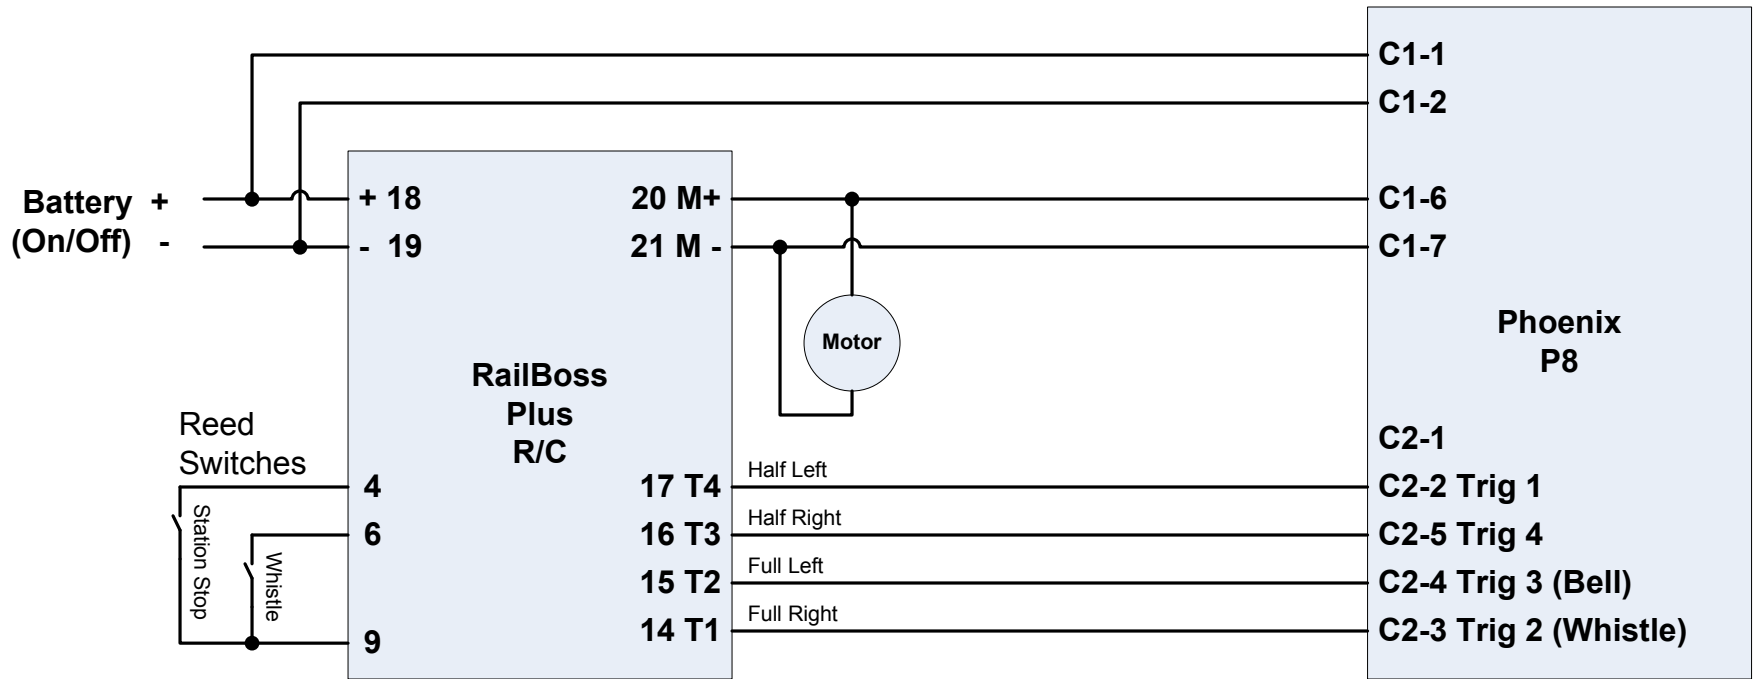 C1-1
C1-2
Battery +
(On/Off) -
+ 18
- 19
20 M+
21 M -
C1-6
C1-7
Motor
Phoenix
P8
RailBoss
Plus
R/C
Reed
Switches
4
6
9
Station Stop
Whistle
17 T4
16 T3
15 T2
14 T1
Half Left
Half Right
Full Left
Full Right
C2-1
C2-2 Trig 1
C2-5 Trig 4
C2-4 Trig 3 (Bell)
C2-3 Trig 2 (Whistle)